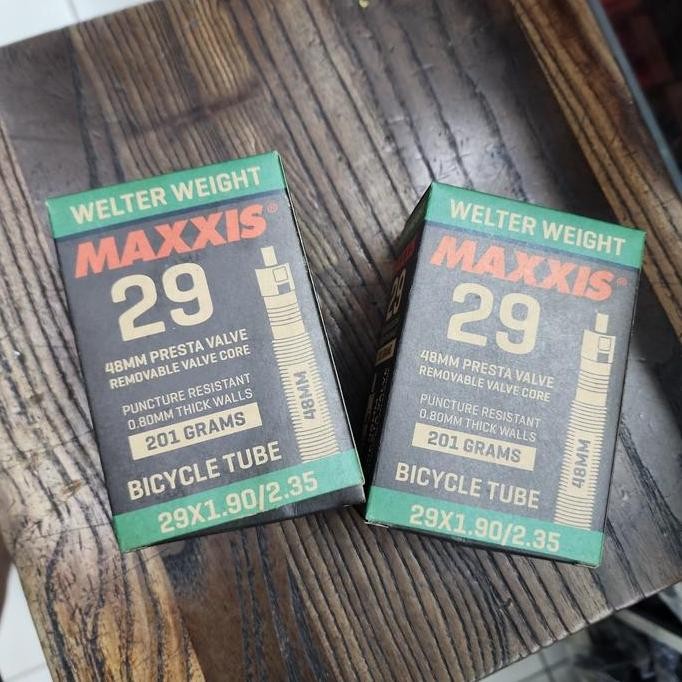 WELTER WEIGHT
MAXXIS®
29
48MM PRESTA VALVE
REMOVABLE VALVE CORE
PUNCTURE RESISTANT
0.80MM THICK WALLS
201 GRAMS
48MM
BICYCLE TUBE
29X1.90/2.35
WELTER WEIGHT
MAXXIS®
29
48MM PRESTA VALVE
REMOVABLE VALVE CORE
PUNCTURE RESISTANT
0.80MM THICK WALLS
201 GRAMS
48MM
BICYCLE TUBE
29X1.90/2.35
29